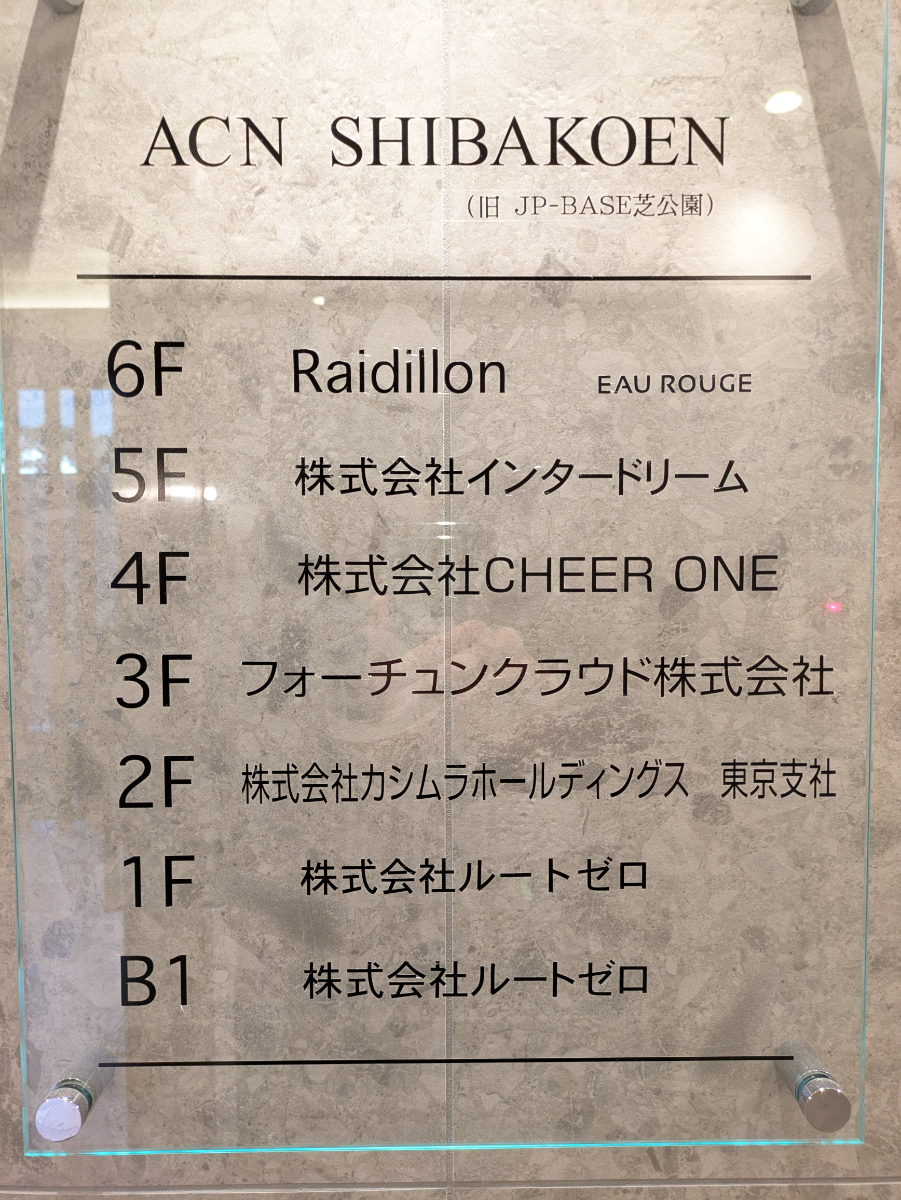 ACN SHIBAKOEN
（旧 JP-BASE芝公園）
6F Raidillon EAU ROUGE
5F 株式会社インタードリーム
4F 株式会社CHEER ONE
3F フォーチュンクラウド株式会社
2F 株式会社カシムラホールディングス 東京支社
1F 株式会社ルートゼロ
B1 株式会社ルートゼロ